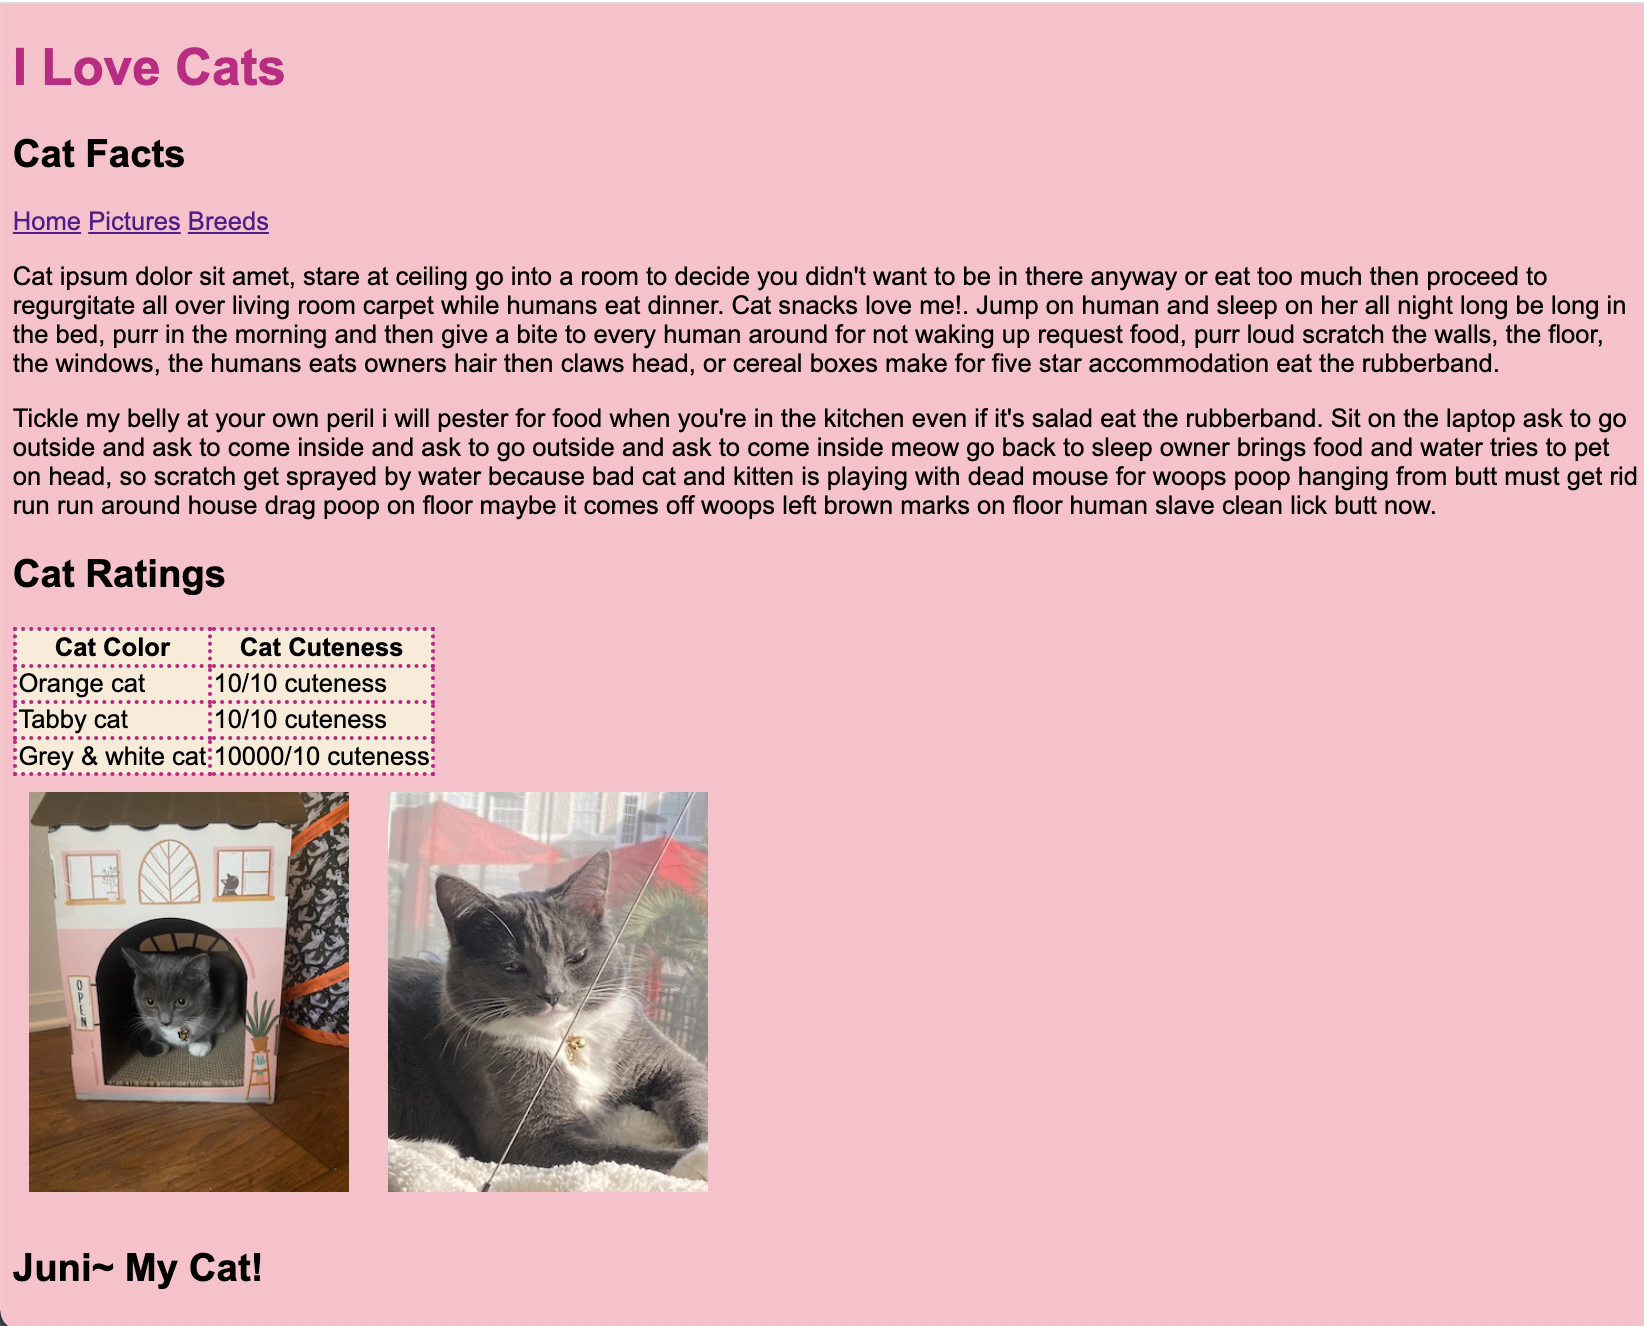 I Love Cats
Cat Facts
Home Pictures Breeds
Cat ipsum dolor sit amet, stare at ceiling go into a room to decide you didn't want to be in there anyway or eat too much then proceed to
regurgitate all over living room carpet while humans eat dinner. Cat snacks love me!. Jump on human and sleep on her all night long be long in
the bed, purr in the morning and then give a bite to every human around for not waking up request food, purr loud scratch the walls, the floor,
the windows, the humans eats owners hair then claws head, or cereal boxes make for five star accommodation eat the rubberband.
Tickle my belly at your own peril i will pester for food when you're in the kitchen even if it's salad eat the rubberband. Sit on the laptop ask to go
outside and ask to come inside and ask to go outside and ask to come inside meow go back to sleep owner brings food and water tries to pet
on head, so scratch get sprayed by water because bad cat and kitten is playing with dead mouse for woops poop hanging from butt must get rid
run run around house drag poop on floor maybe it comes off woops left brown marks on floor human slave clean lick butt now.
Cat Ratings
Cat Color Cat Cuteness
Orange cat 10/10 cuteness
Tabby cat 10/10 cuteness
Grey & white cat 10000/10 cuteness
OPEN
Juni~ My Cat!